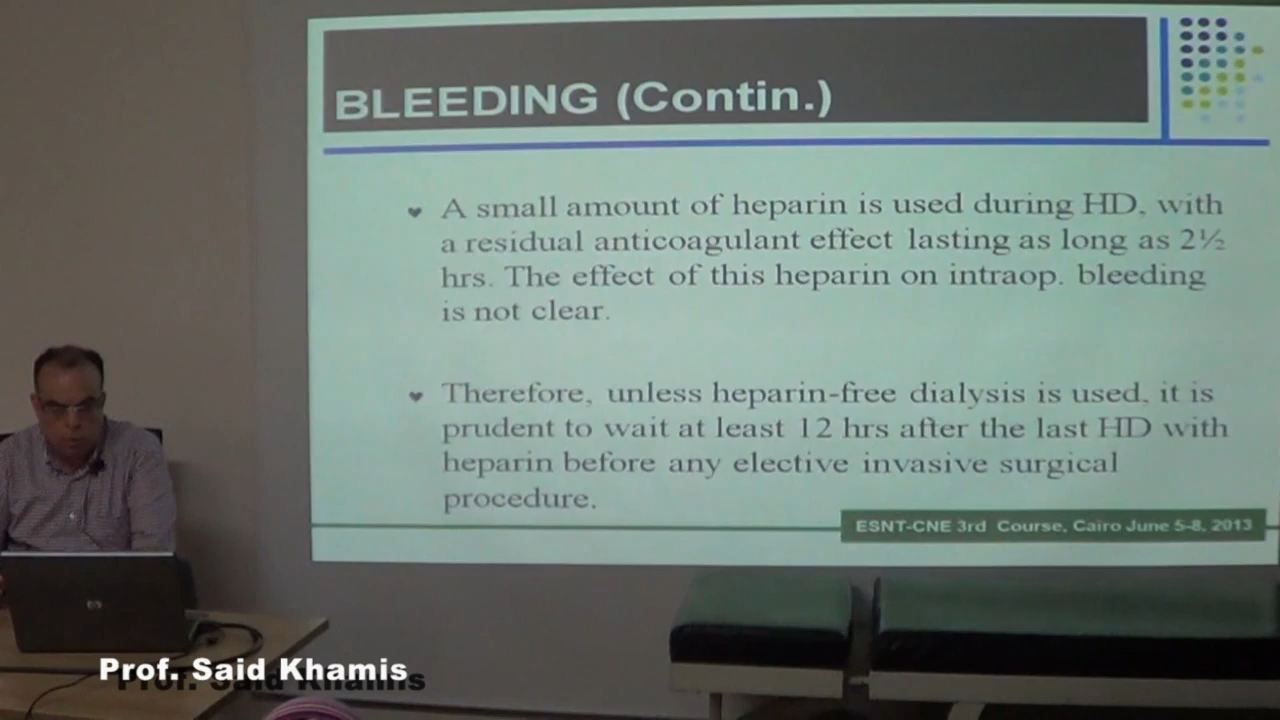 BLEEDING (Contin.)
A small amount of heparin is used during HD, with
a residual anticoagulant effect lasting as long as 2½
hrs. The effect of this heparin on intraop. bleeding
is not clear.
Therefore, unless heparin-free dialysis is used, it is
prudent to wait at least 12 hrs after the last HD with
heparin before any elective invasive surgical
procedure.
ESNT-CNE 3rd Course, Cairo June 5-8, 2013
hp
Prof. Said Khamis